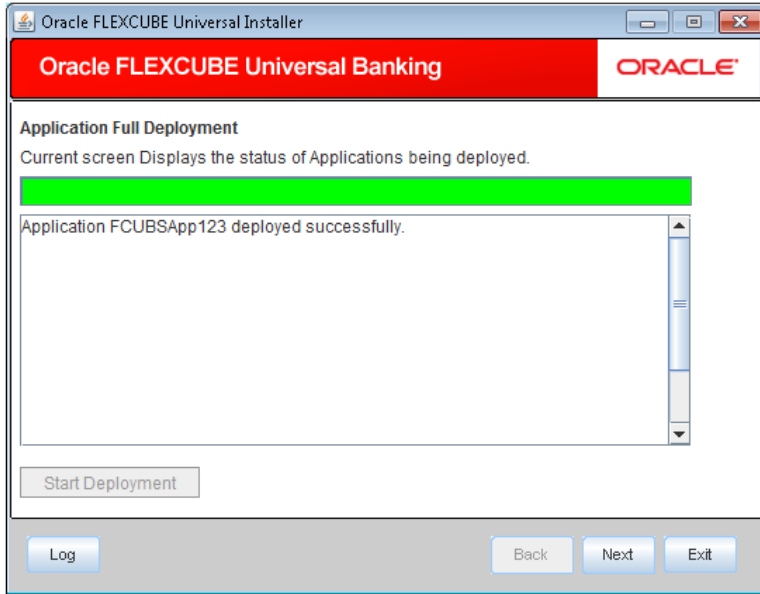 Oracle FLEXCUBE Universal Installer
Oracle FLEXCUBE Universal Banking
ORACLE
Application Full Deployment
Current screen Displays the status of Applications being deployed.
Application FCUBSApp123 deployed successfully.
Start Deployment
Log Back Next Exit